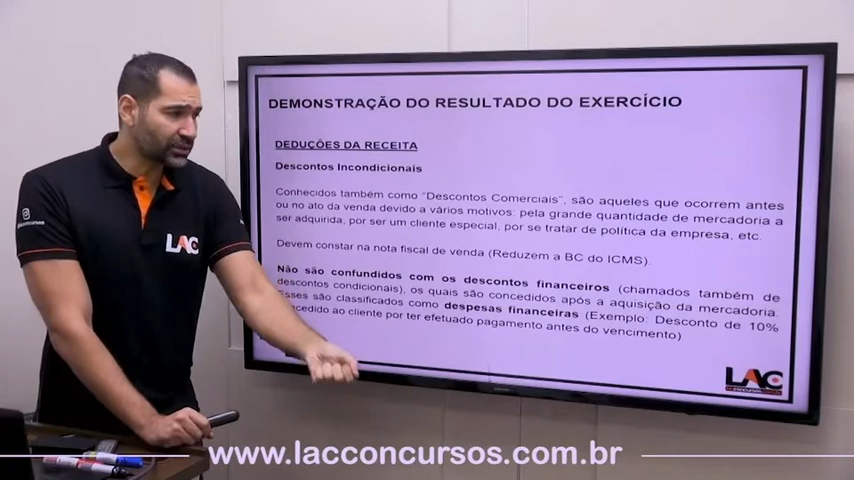 DEMONSTRAÇÃO DO RESULTADO DO EXERCÍCIO
DEDUÇÕES DA RECEITA
Descontos Incondicionais
Conhecidos também como "Descontos Comerciais", são aqueles que ocorrem antes
ou no ato da venda devido a vários motivos: pela grande quantidade de mercadoria a
ser adquirida, por ser um cliente especial, por se tratar de política da empresa, etc.
Devem constar na nota fiscal de venda (Reduzem a BC do ICMS).
Não são confundidos com os descontos financeiros (chamados também de
descontos condicionais), os quais são concedidos após a aquisição da mercadoria.
Esses são classificados como despesas financeiras (Exemplo: Desconto de 10%
concedido ao cliente por ter efetuado pagamento antes do vencimento)
LAC
CONCURSOS
LAC
www.lacconcursos.com.br